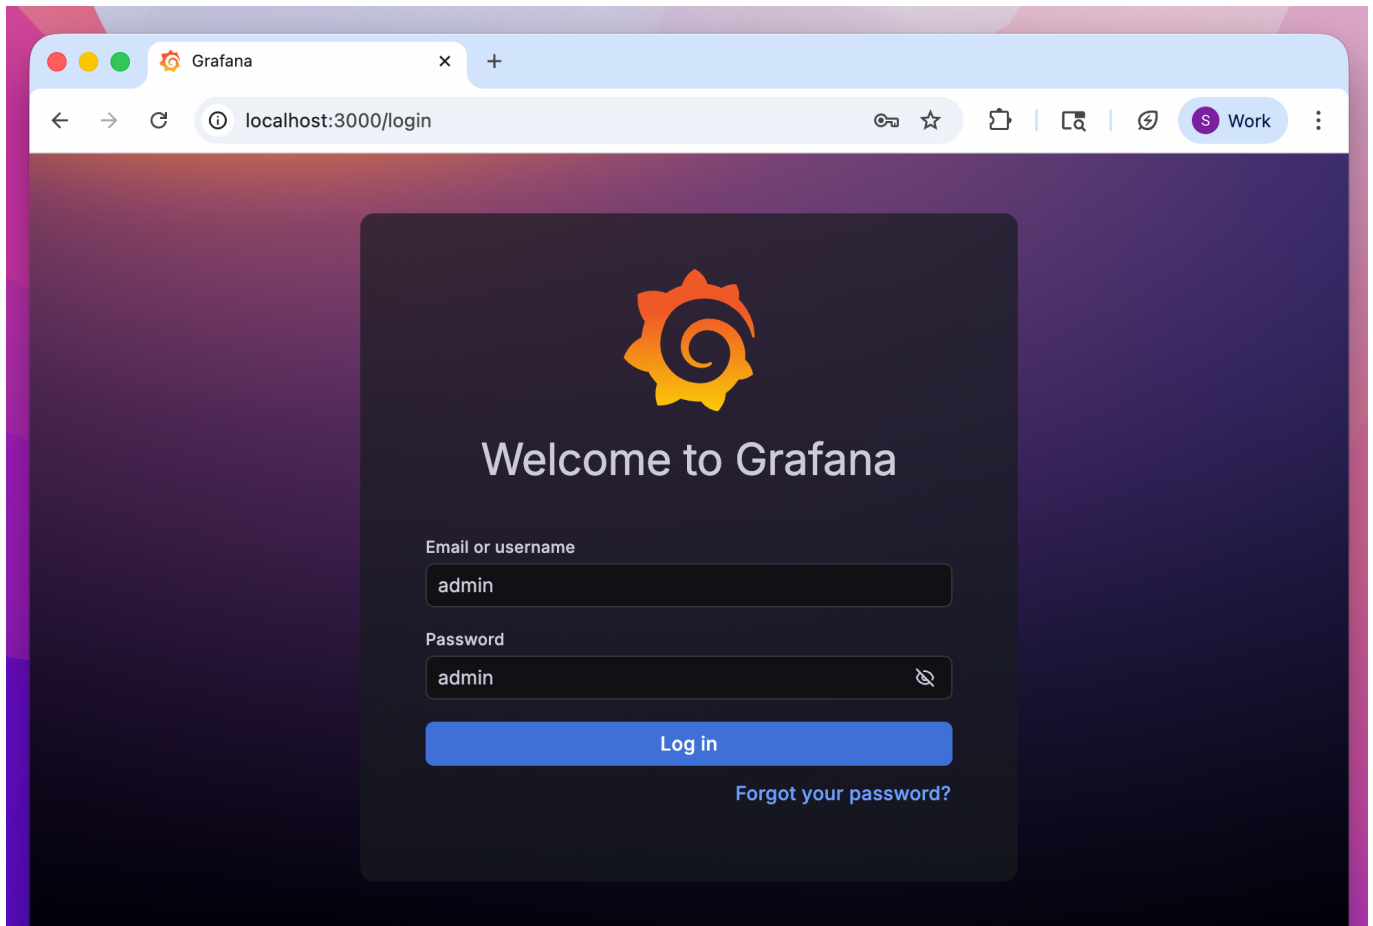 Grafana
localhost:3000/login
S Work
Welcome to Grafana
Email or username
admin
Password
admin
Log in
Forgot your password?